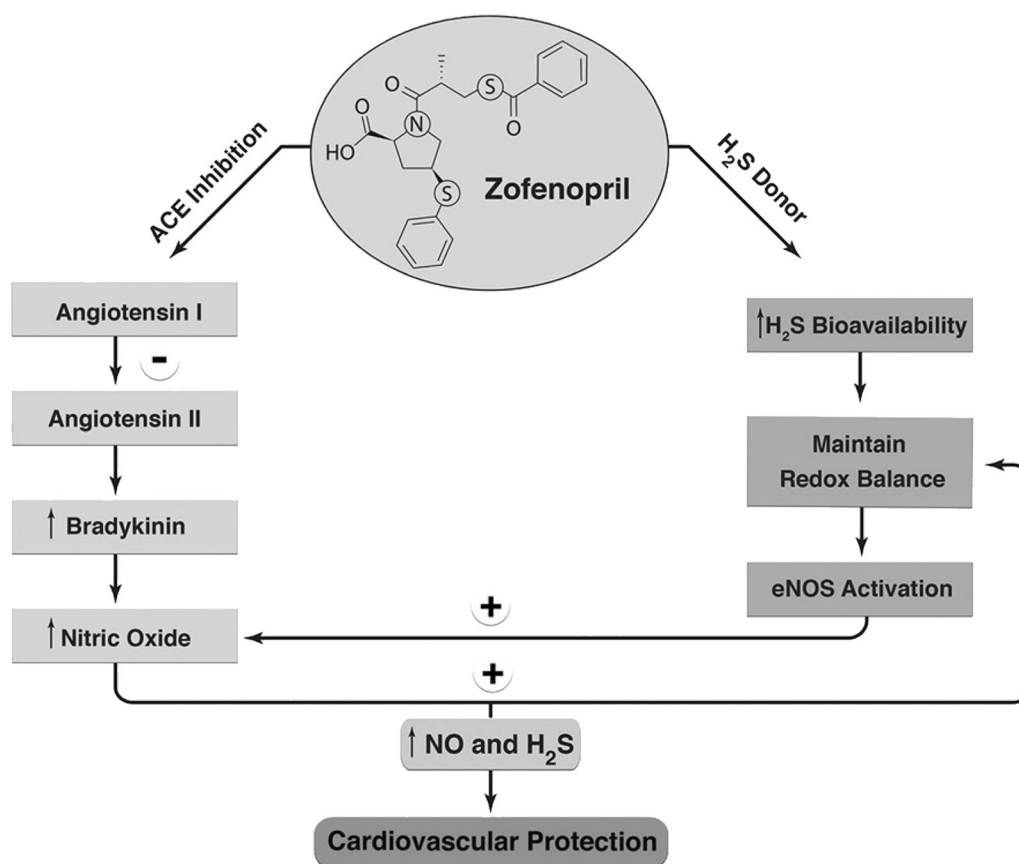 O
S
O
O
N
HO
S
Zofenopril
ACE Inhibition
H₂S Donor
Angiotensin I
-
Angiotensin II
↑ Bradykinin
↑ Nitric Oxide
↑H₂S Bioavailability
Maintain
Redox Balance
eNOS Activation
+
+
↑ NO and H₂S
Cardiovascular Protection